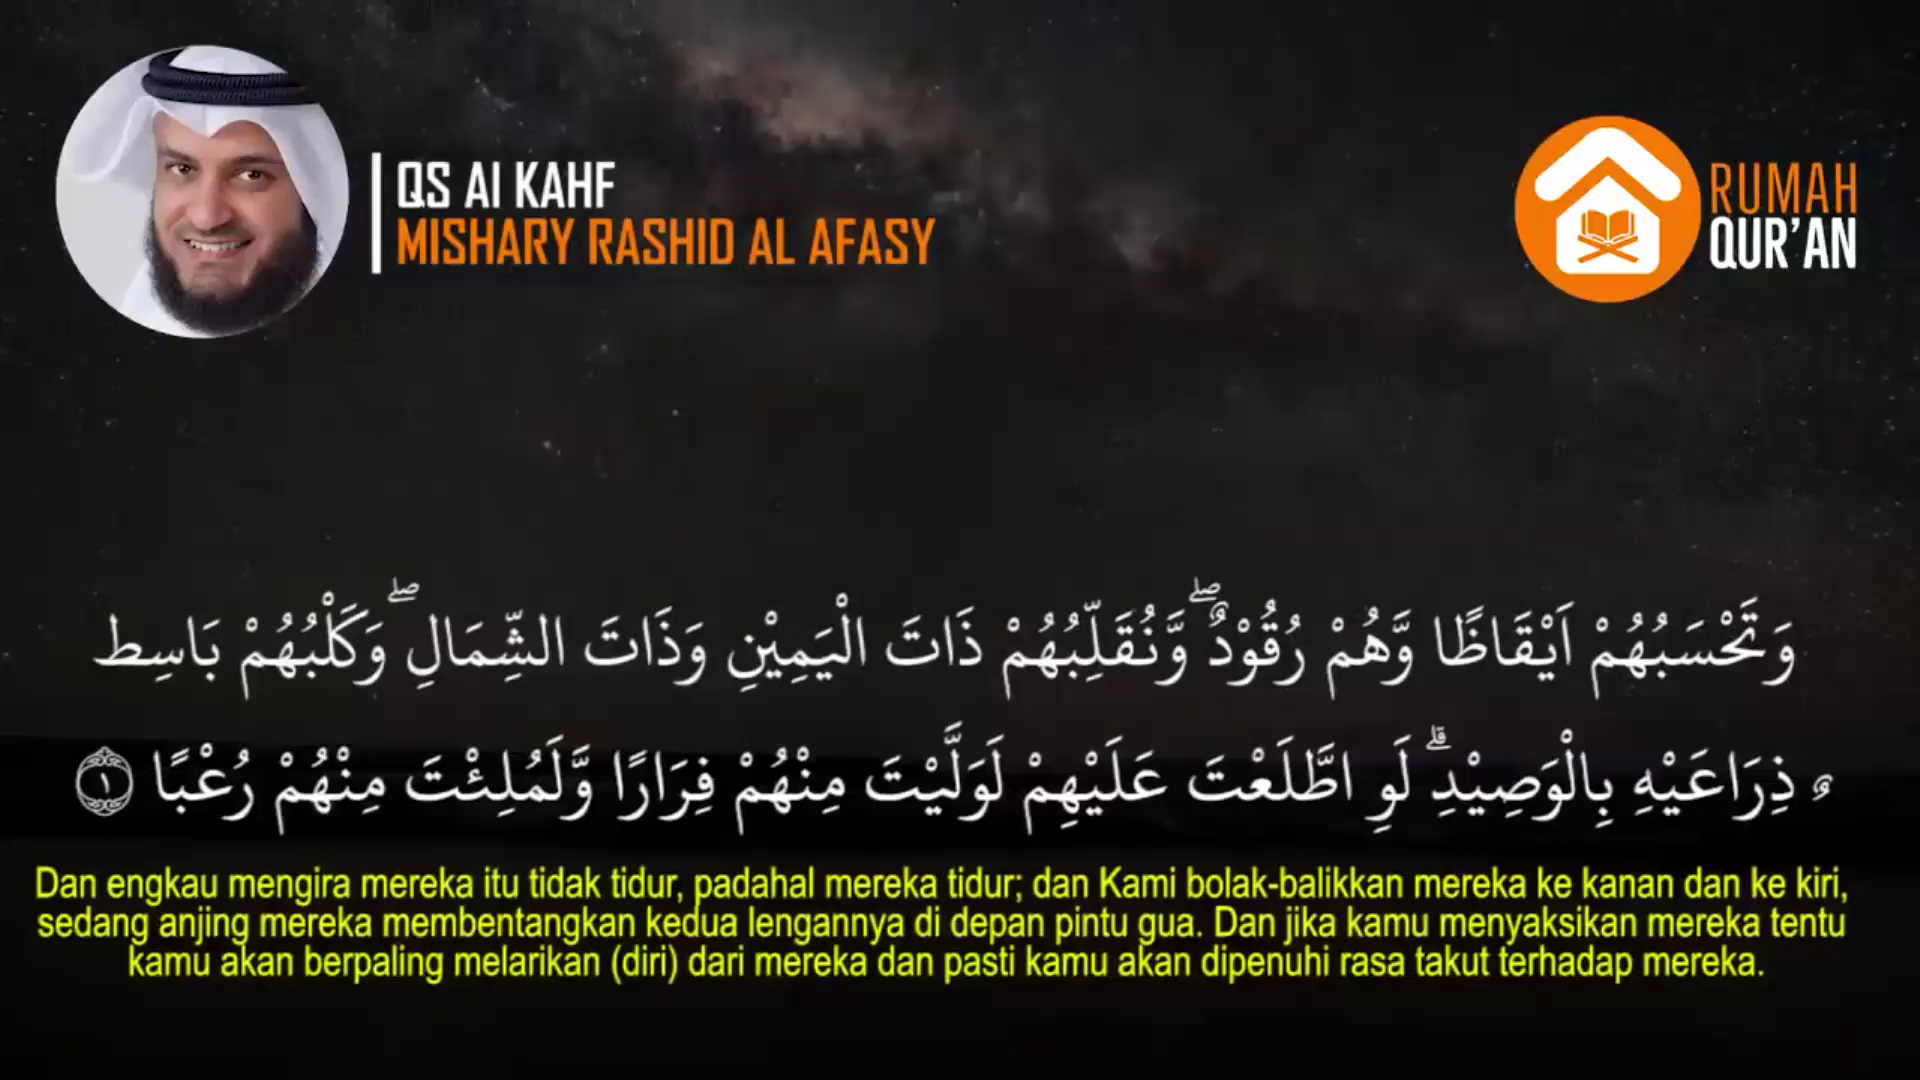 QS Al KAHF
MISHARY RASHID AL AFASY
RUMAH
QUR'AN
وَتَحْسَبُهُمْ اَيْقَاظًا وَّهُمْ رُقُوْدٌ ۖ وَّنُقَلِّبُهُمْ ذَاتَ الْيَمِيْنِ وَذَاتَ الشِّمَالِ ۖ وَكَلْبُهُمْ بَاسِط
ٌ ذِرَاعَيْهِ بِالْوَصِيْدِ ۗ لَوِ اطَّلَعْتَ عَلَيْهِمْ لَوَلَّيْتَ مِنْهُمْ فِرَارًا وَّلَمُلِئْتَ مِنْهُمْ رُعْبًا ۝١
Dan engkau mengira mereka itu tidak tidur, padahal mereka tidur; dan Kami bolak-balikkan mereka ke kanan dan ke kiri,
sedang anjing mereka membentangkan kedua lengannya di depan pintu gua. Dan jika kamu menyaksikan mereka tentu
kamu akan berpaling melarikan (diri) dari mereka dan pasti kamu akan dipenuhi rasa takut terhadap mereka.